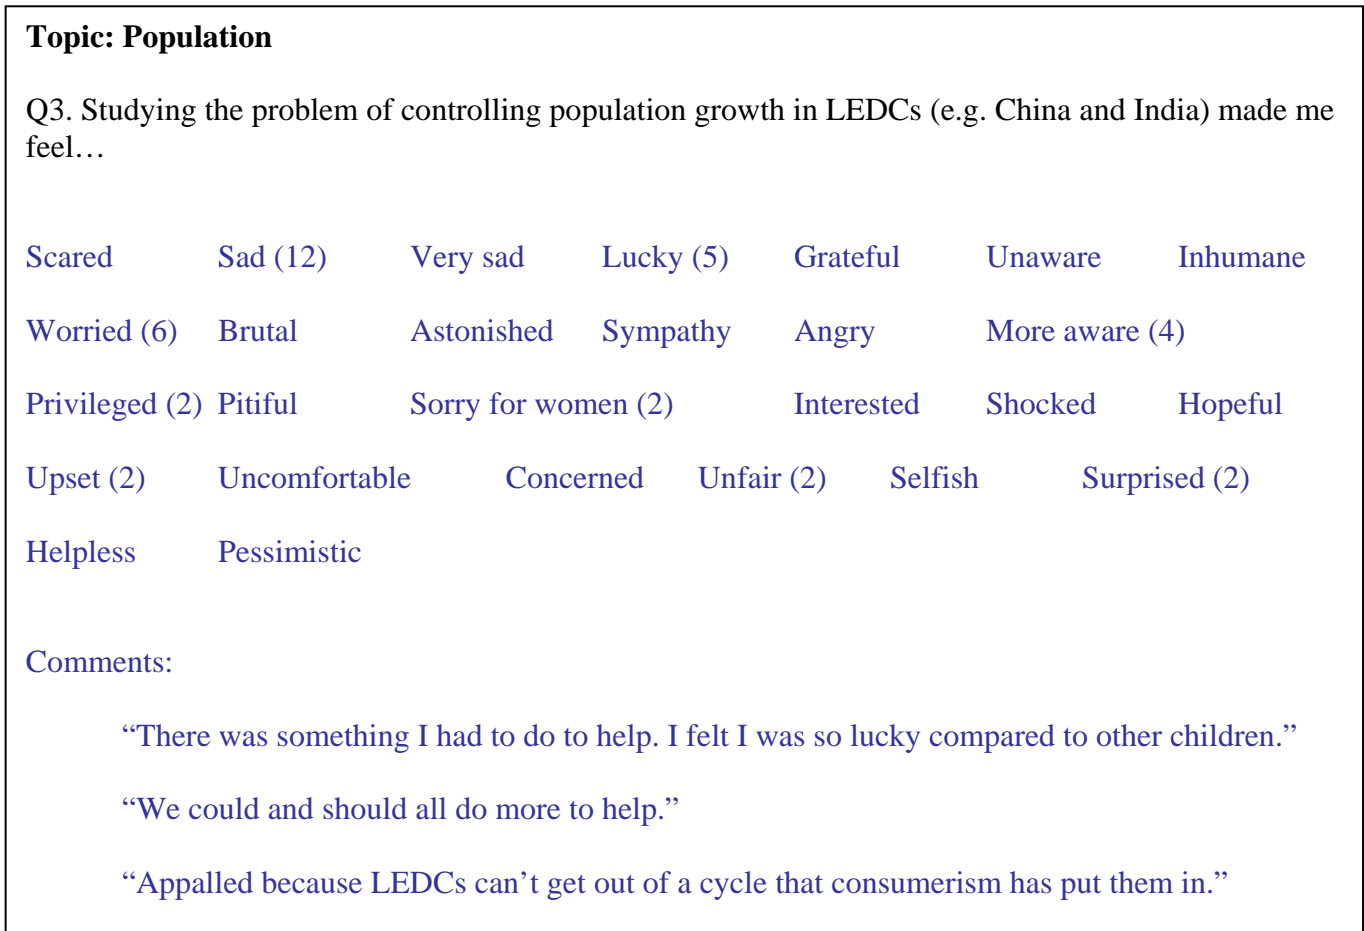 Topic: Population
Q3. Studying the problem of controlling population growth in LEDCs (e.g. China and India) made me
feel…
Scared Sad (12) Very sad Lucky (5) Grateful Unaware Inhumane
Worried (6) Brutal Astonished Sympathy Angry More aware (4)
Privileged (2) Pitiful Sorry for women (2) Interested Shocked Hopeful
Upset (2) Uncomfortable Concerned Unfair (2) Selfish Surprised (2)
Helpless Pessimistic
Comments:
“There was something I had to do to help. I felt I was so lucky compared to other children.”
“We could and should all do more to help.”
“Appalled because LEDCs can’t get out of a cycle that consumerism has put them in.”